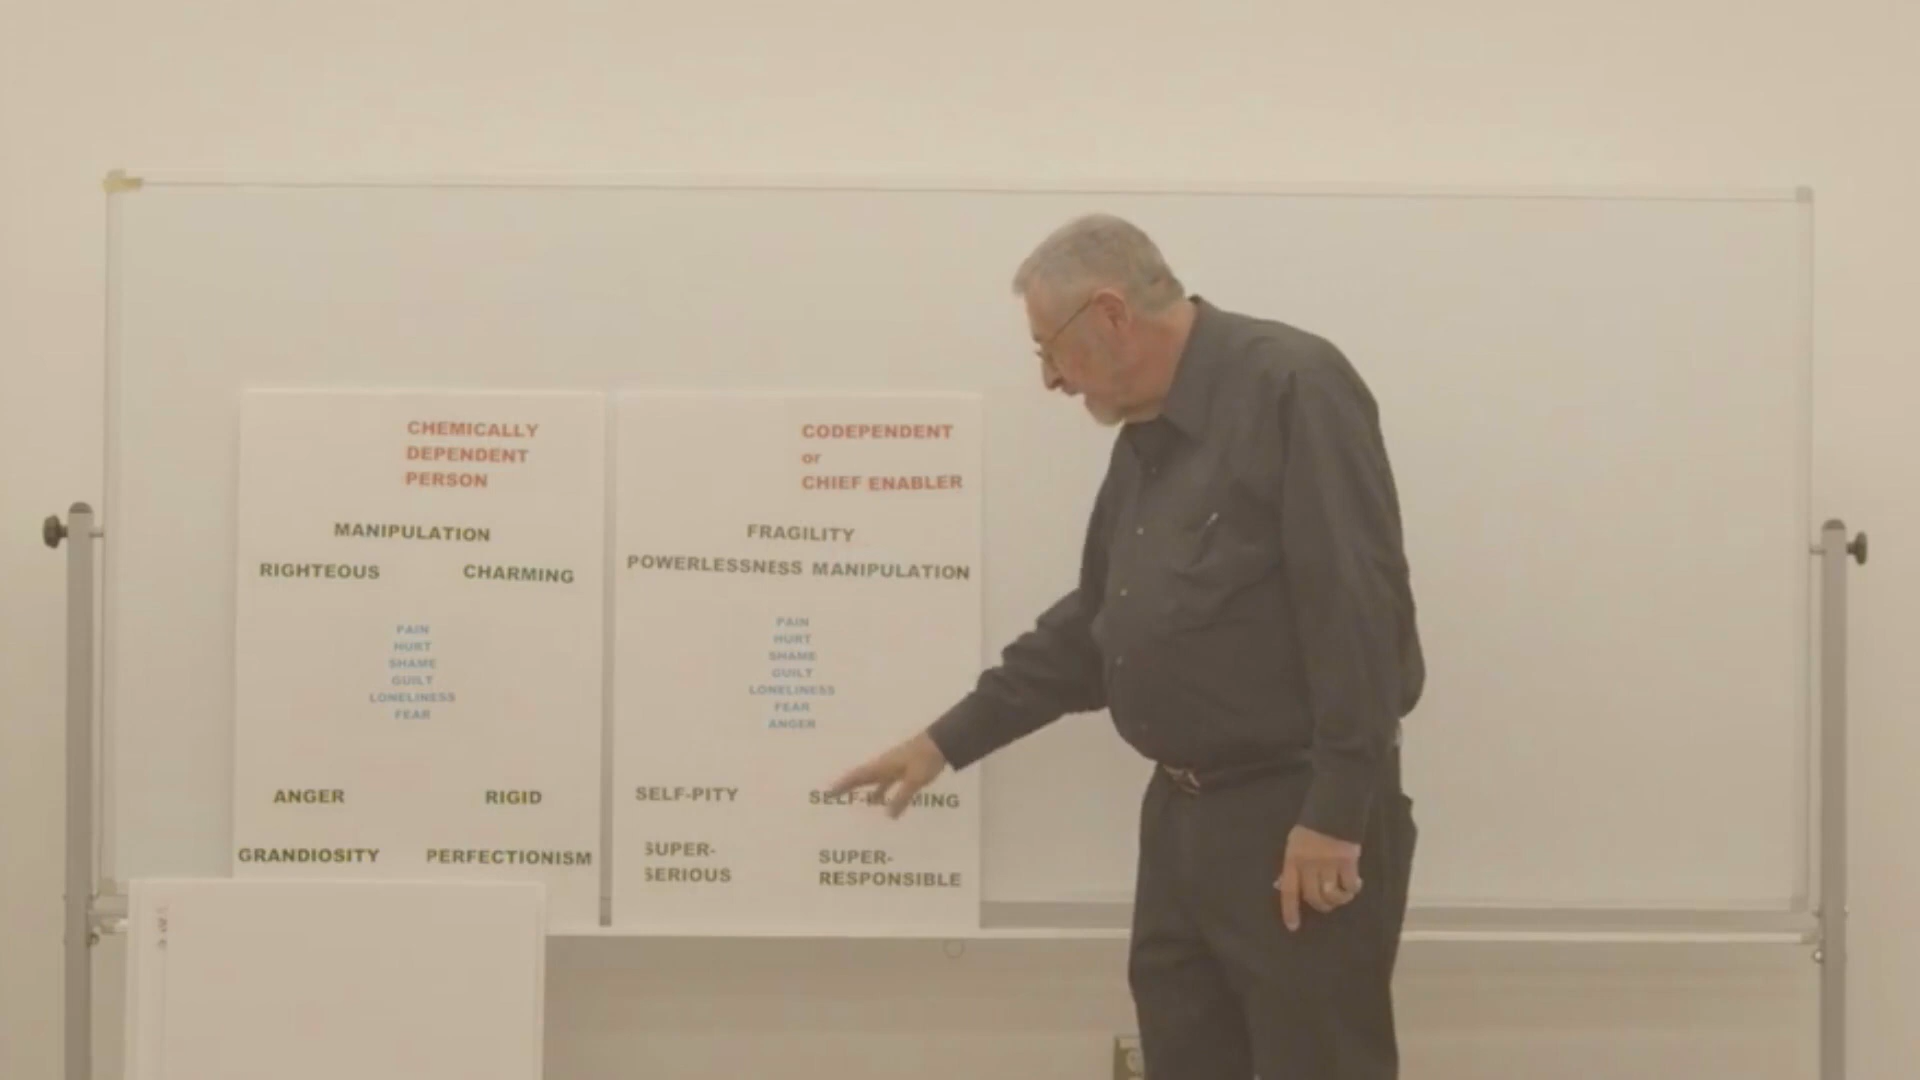 CHEMICALLY
DEPENDENT
PERSON
MANIPULATION
RIGHTEOUS CHARMING
PAIN
HURT
SHAME
GUILT
LONELINESS
FEAR
ANGER RIGID
GRANDIOSITY PERFECTIONISM
CODEPENDENT
or
CHIEF ENABLER
FRAGILITY
POWERLESSNESS MANIPULATION
PAIN
HURT
SHAME
GUILT
LONELINESS
FEAR
ANGER
SELF-PITY
SUPER-
SERIOUS
SUPER-
RESPONSIBLE